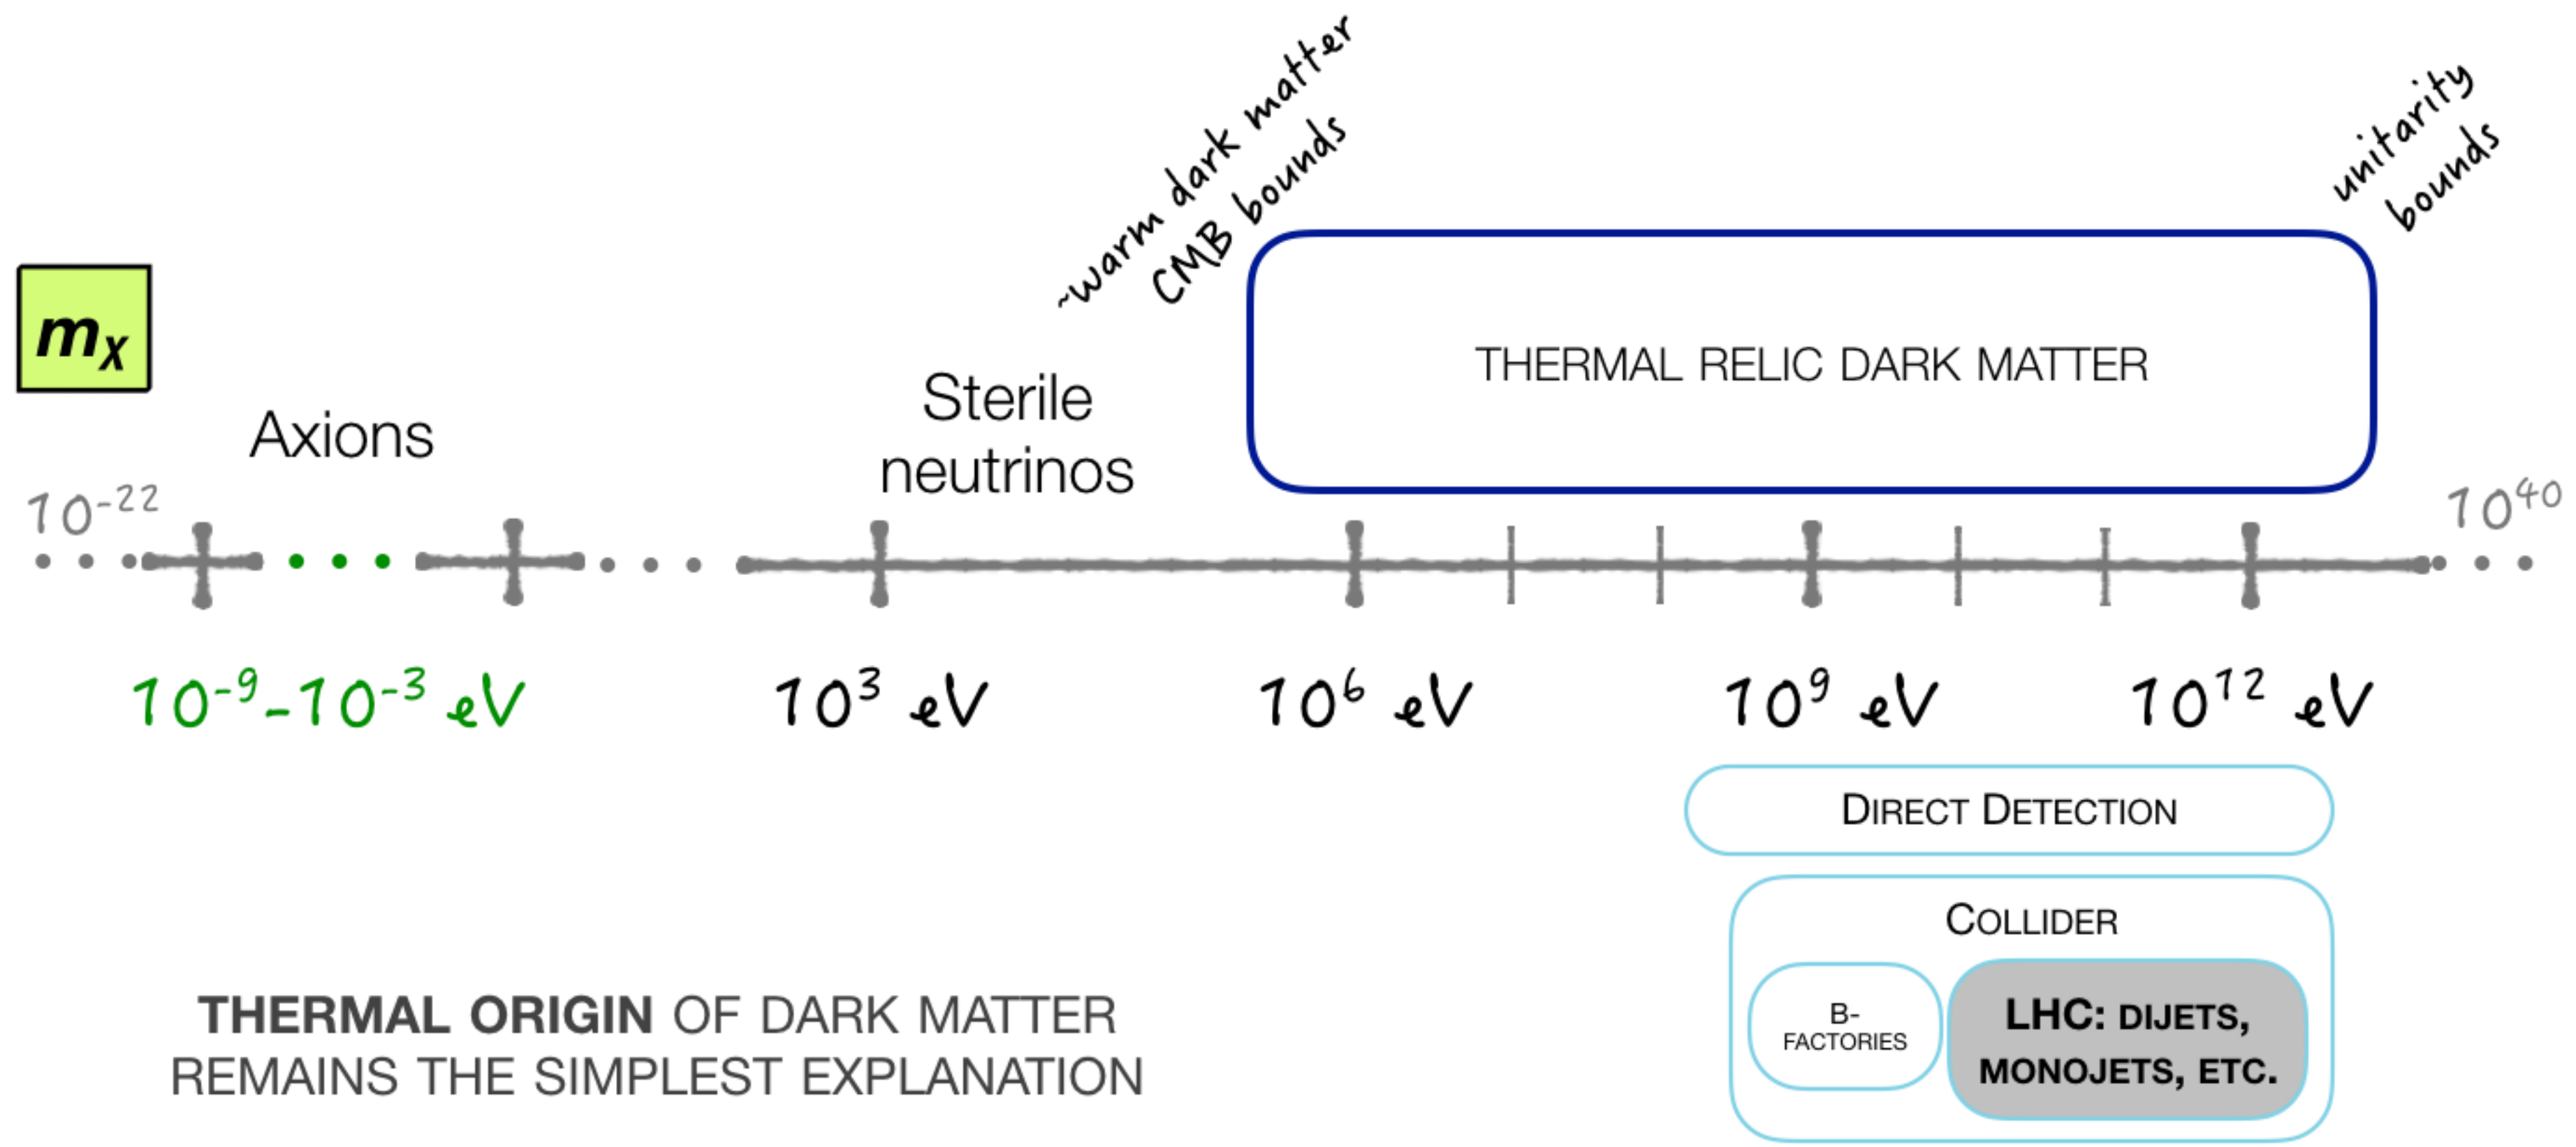 ~warm dark matter
CMB bounds
unitarity
bounds
mχ
THERMAL RELIC DARK MATTER
Axions
Sterile
neutrinos
10⁻²²
10⁴⁰
10⁻⁹-10⁻³ eV
10³ eV
10⁶ eV
10⁹ eV
10¹² eV
DIRECT DETECTION
COLLIDER
B-
FACTORIES
LHC: DIJETS,
MONOJETS, ETC.
THERMAL ORIGIN OF DARK MATTER
REMAINS THE SIMPLEST EXPLANATION